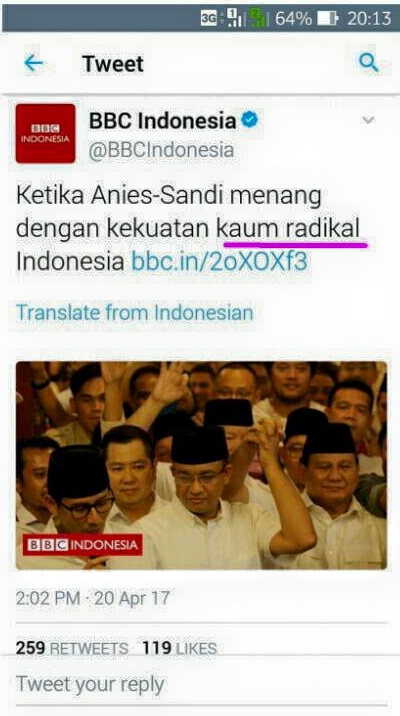 3G 1 2 64% 20:13
Tweet
BBC
INDONESIA
BBC Indonesia
@BBCIndonesia
Ketika Anies-Sandi menang
dengan kekuatan kaum radikal
Indonesia bbc.in/2oXOXf3
Translate from Indonesian
BBC INDONESIA
2:02 PM · 20 Apr 17
259 RETWEETS 119 LIKES
Tweet your reply